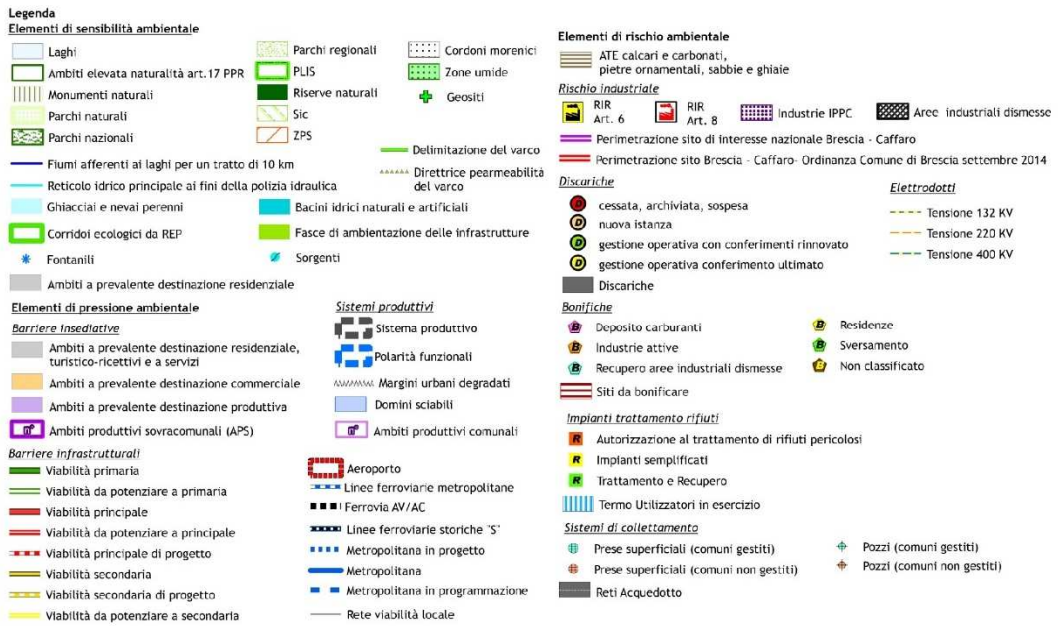 Legenda
Elementi di sensibilità ambientale
Laghi
Ambiti elevata naturalità art.17 PPR
Monumenti naturali
Parchi naturali
Parchi nazionali
Parchi regionali
PLIS
Riserve naturali
Sic
ZPS
Cordoni morenici
Zone umide
Geositi
Fiumi afferenti ai laghi per un tratto di 10 km
Reticolo idrico principale ai fini della polizia idraulica
Delimitazione del varco
Direttrice pearmeabilità
del varco
Ghiacciai e nevai perenni
Bacini idrici naturali e artificiali
Corridoi ecologici da REP
Fasce di ambientazione delle infrastrutture
Fontanili
Sorgenti
Ambiti a prevalente destinazione residenziale
Elementi di pressione ambientale
Barriere insediative
Ambiti a prevalente destinazione residenziale,
turistico-ricettivi e a servizi
Ambiti a prevalente destinazione commerciale
Ambiti a prevalente destinazione produttiva
n° Ambiti produttivi sovracomunali (APS)
Sistemi produttivi
Sistema produttivo
Polarità funzionali
Margini urbani degradati
Domini sciabili
n° Ambiti produttivi comunali
Barriere infrastrutturali
Viabilità primaria
Viabilità da potenziare a primaria
Viabilità principale
Viabilità da potenziare a principale
Viabilità principale di progetto
Viabilità secondaria
Viabilità secondaria di progetto
Viabilità da potenziare a secondaria
Aeroporto
Linee ferroviarie metropolitane
Ferrovia AV/AC
Linee ferroviarie storiche "S"
Metropolitana in progetto
Metropolitana
Metropolitana in programmazione
Rete viabilità locale
Elementi di rischio ambientale
ATE calcari e carbonati,
pietre ornamentali, sabbie e ghiaie
Rischio industriale
RIR
Art. 6
RIR
Art. 8
Industrie IPPC
Aree industriali dismesse
Perimetrazione sito di interesse nazionale Brescia - Caffaro
Perimetrazione sito Brescia - Caffaro- Ordinanza Comune di Brescia settembre 2014
Discariche
D cessata, archiviata, sospesa
D nuova istanza
D gestione operativa con conferimenti rinnovato
D gestione operativa conferimento ultimato
Discariche
Elettrodotti
Tensione 132 KV
Tensione 220 KV
Tensione 400 KV
Bonifiche
B Deposito carburanti
B Industrie attive
B Recupero aree industriali dismesse
B Residenze
B Sversamento
B Non classificato
Siti da bonificare
Impianti trattamento rifiuti
R Autorizzazione al trattamento di rifiuti pericolosi
R Impianti semplificati
R Trattamento e Recupero
Termo Utilizzatori in esercizio
Sistemi di collettamento
Prese superficiali (comuni gestiti)
Prese superficiali (comuni non gestiti)
Pozzi (comuni gestiti)
Pozzi (comuni non gestiti)
Reti Acquedotto